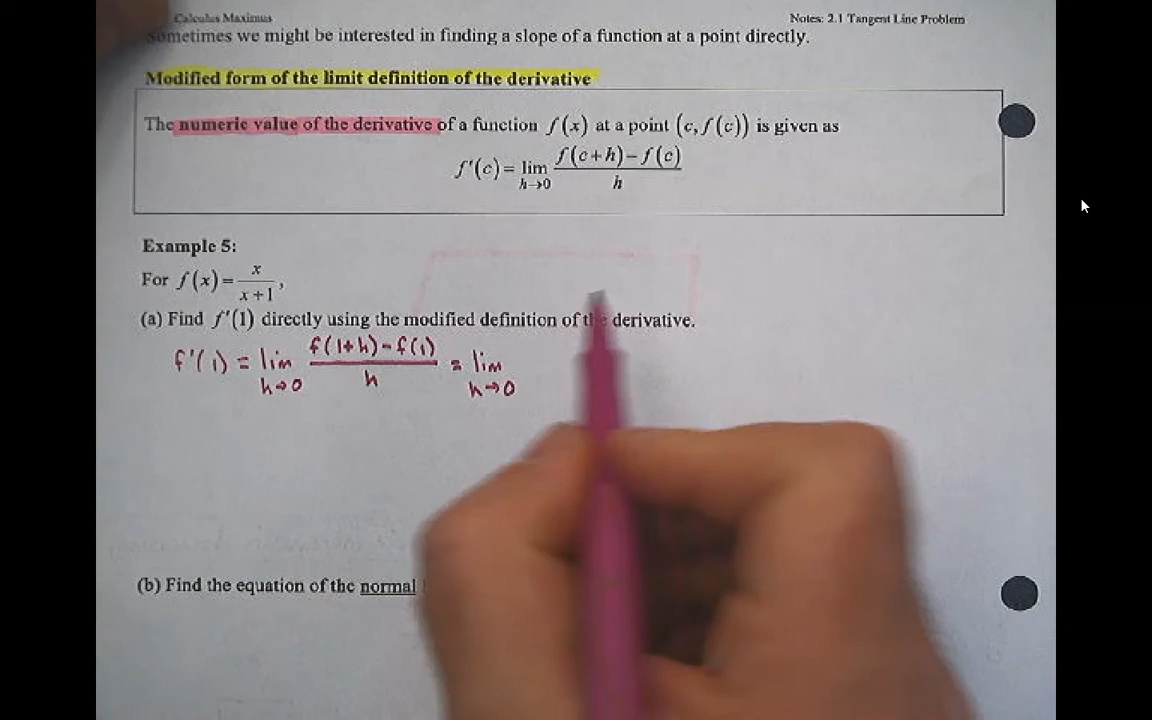 Calculus Maximus Notes: 2.1 Tangent Line Problem
Sometimes we might be interested in finding a slope of a function at a point directly.
Modified form of the limit definition of the derivative
The numeric value of the derivative of a function f(x) at a point (c, f(c)) is given as
f'(c) = lim h→0 (f(c+h) − f(c)) / h
Example 5:
For f(x) = x / (x+1),
(a) Find f'(1) directly using the modified definition of the derivative.
f'(1) = lim h→0 (f(1+h) - f(1)) / h = lim h→0
(b) Find the equation of the normal